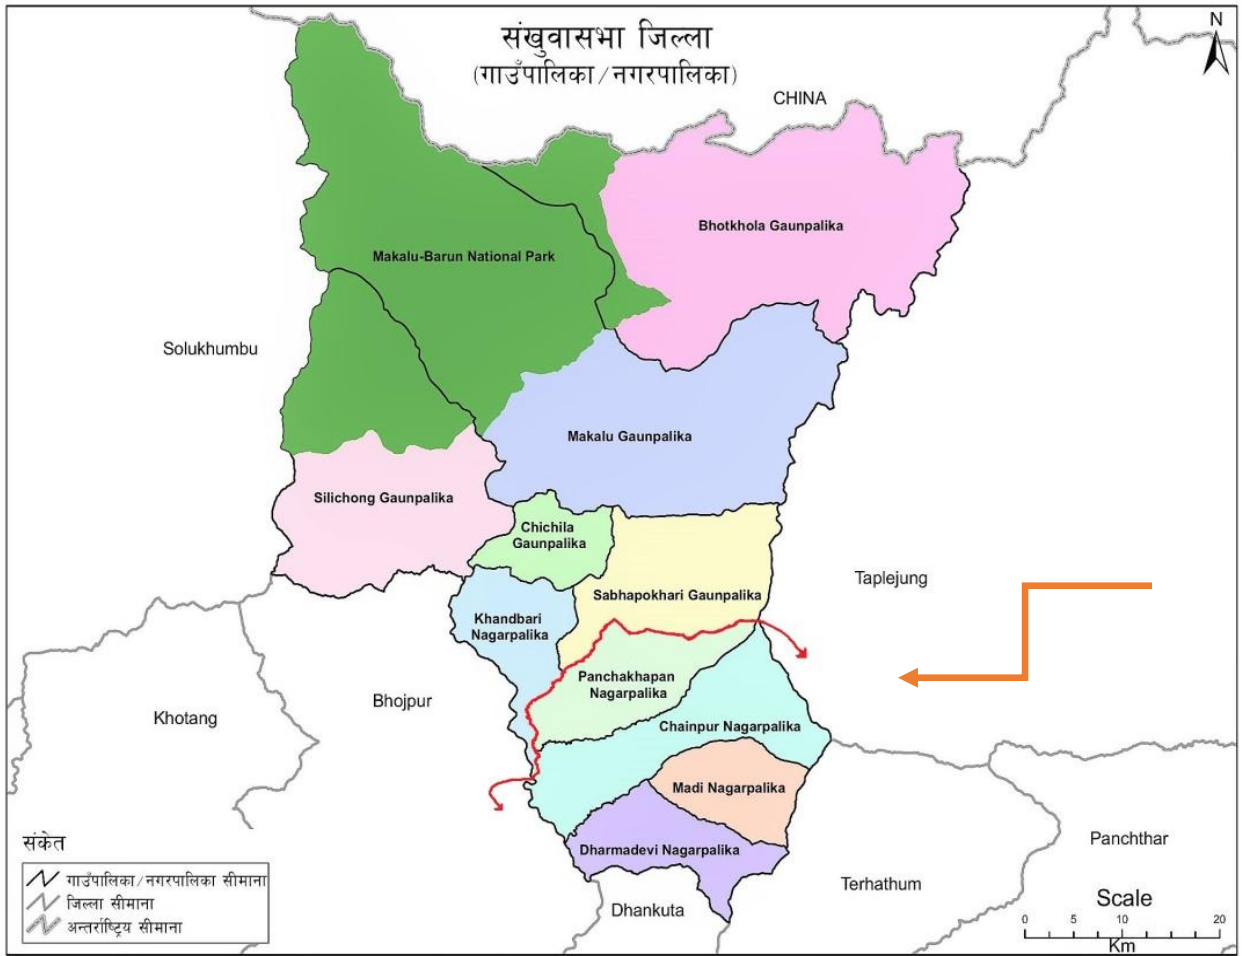 संखुवासभा जिल्ला
(गाउँपालिका/नगरपालिका)
N
CHINA
Bhotkhola Gaunpalika
Makalu-Barun National Park
Solukhumbu
Makalu Gaunpalika
Silichong Gaunpalika
Chichila
Gaunpalika
Taplejung
Sabhapokhari Gaunpalika
Khandbari
Nagarpalika
Panchakhapan
Nagarpalika
Bhojpur
Khotang
Chainpur Nagarpalika
Madi Nagarpalika
Panchthar
Dharmadevi Nagarpalika
Terhathum
Dhankuta
संकेत
गाउँपालिका/नगरपालिका सीमाना
जिल्ला सीमाना
अन्तर्राष्ट्रिय सीमाना
Scale
0 5 10 20
Km